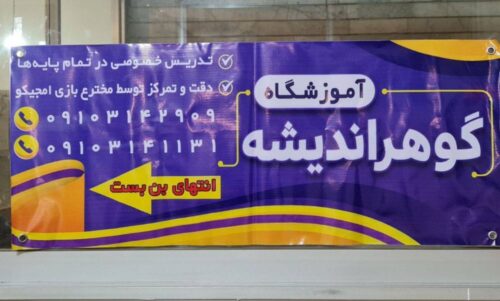 آموزشگاه
گوهراندیشه
تدریس خصوصی در تمام پایه‌ها
دقت و تمرکز توسط مخترع بازی امجیکو
۰۹۱۰۳۱۴۲۹۰۹
۰۹۱۰۳۱۴۱۱۳۱
انتهای بن بست